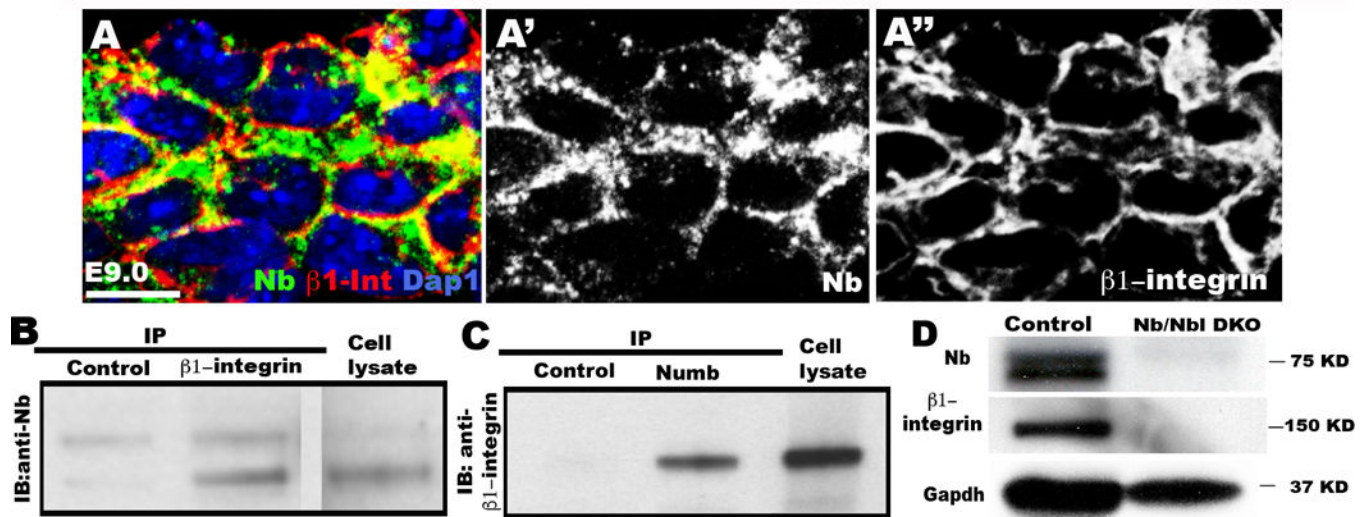 A
A'
A"
E9.0
Nb β1-Int Dap1
Nb
β1–integrin
B
IP
Control
β1–integrin
Cell
lysate
IB:anti-Nb
C
IP
Control
Numb
Cell
lysate
IB: anti-
β1–integrin
D
Control
Nb/Nbl DKO
Nb
75 KD
β1–
integrin
150 KD
Gapdh
37 KD